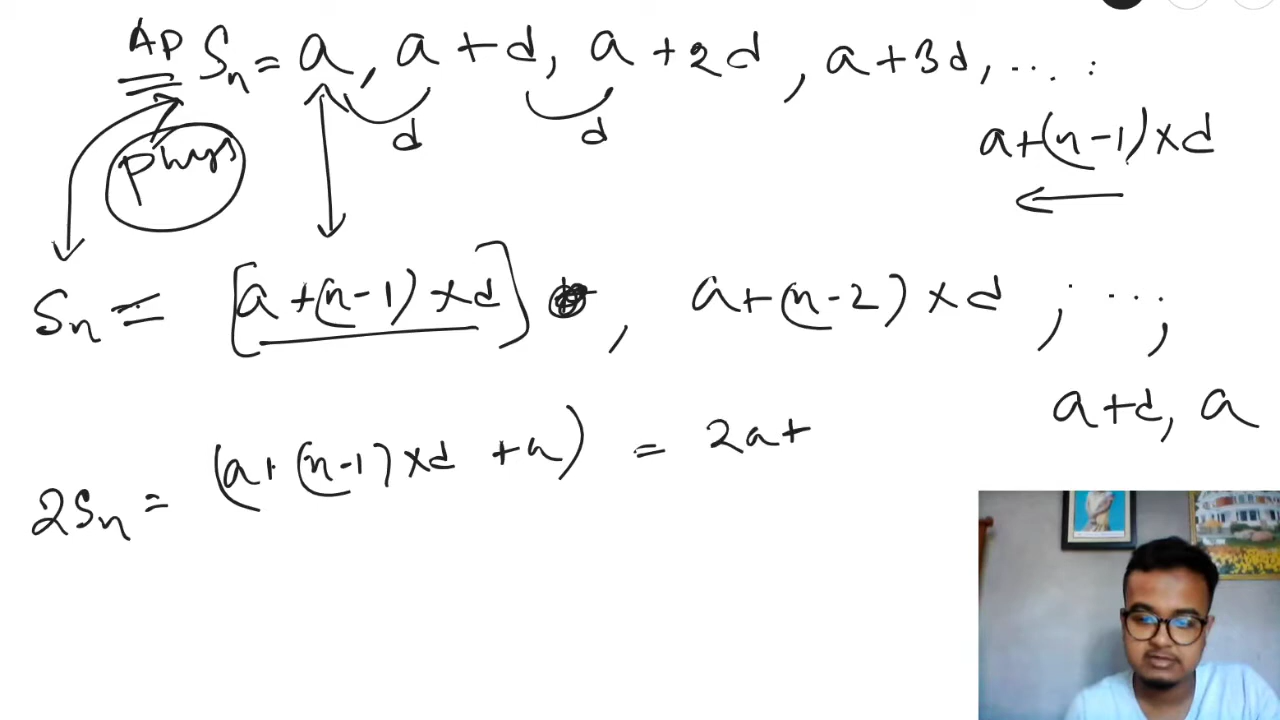 AP Sn = a, a + d, a + 2d, a + 3d, ....:
d d
phys
a+(n-1)×d
Sn = [a+(n-1)×d] , a+(n-2)×d , ...,
a+d, a
2Sn = (a+(n-1)×d +a) = 2a+